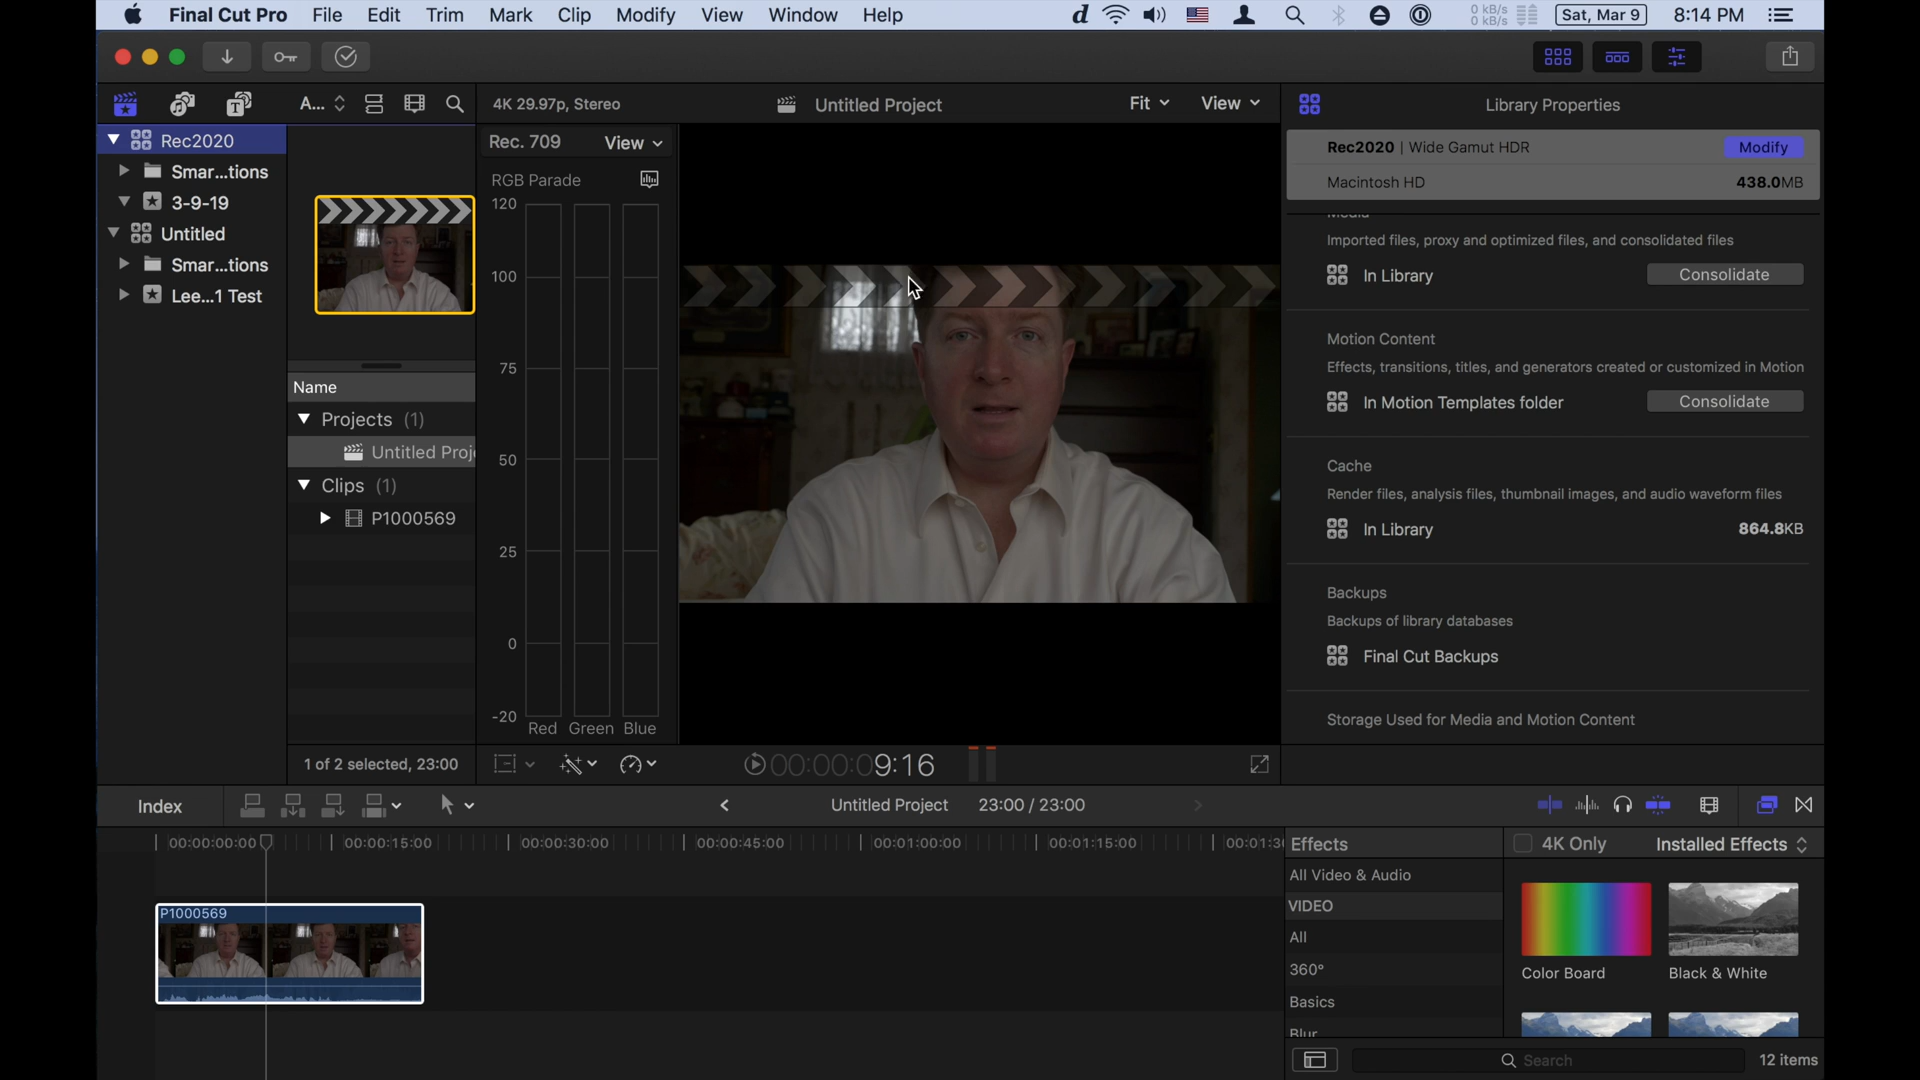 Final Cut Pro File Edit Trim Mark Clip Modify View Window Help
0 kB/s
0 kB/s
Sat, Mar 9 8:14 PM
A...
4K 29.97p, Stereo
Untitled Project
Fit
View
Library Properties
Rec2020
Smar...tions
3-9-19
Untitled
Smar...tions
Lee...1 Test
Name
Projects (1)
Untitled Proj
Clips (1)
P1000569
1 of 2 selected, 23:00
Rec. 709
View
RGB Parade
120
100
75
50
25
0
-20
Red Green Blue
00:00:09:16
Rec2020 | Wide Gamut HDR
Modify
Macintosh HD
438.0MB
Media
Imported files, proxy and optimized files, and consolidated files
In Library
Consolidate
Motion Content
Effects, transitions, titles, and generators created or customized in Motion
In Motion Templates folder
Consolidate
Cache
Render files, analysis files, thumbnail images, and audio waveform files
In Library
864.8KB
Backups
Backups of library databases
Final Cut Backups
Storage Used for Media and Motion Content
Index
Untitled Project
23:00 / 23:00
00:00:00:00 00:00:15:00 00:00:30:00 00:00:45:00 00:01:00:00 00:01:15:00 00:01:3
P1000569
Effects
4K Only
Installed Effects
All Video & Audio
VIDEO
All
360°
Basics
Blur
Color Board
Black & White
Search
12 items